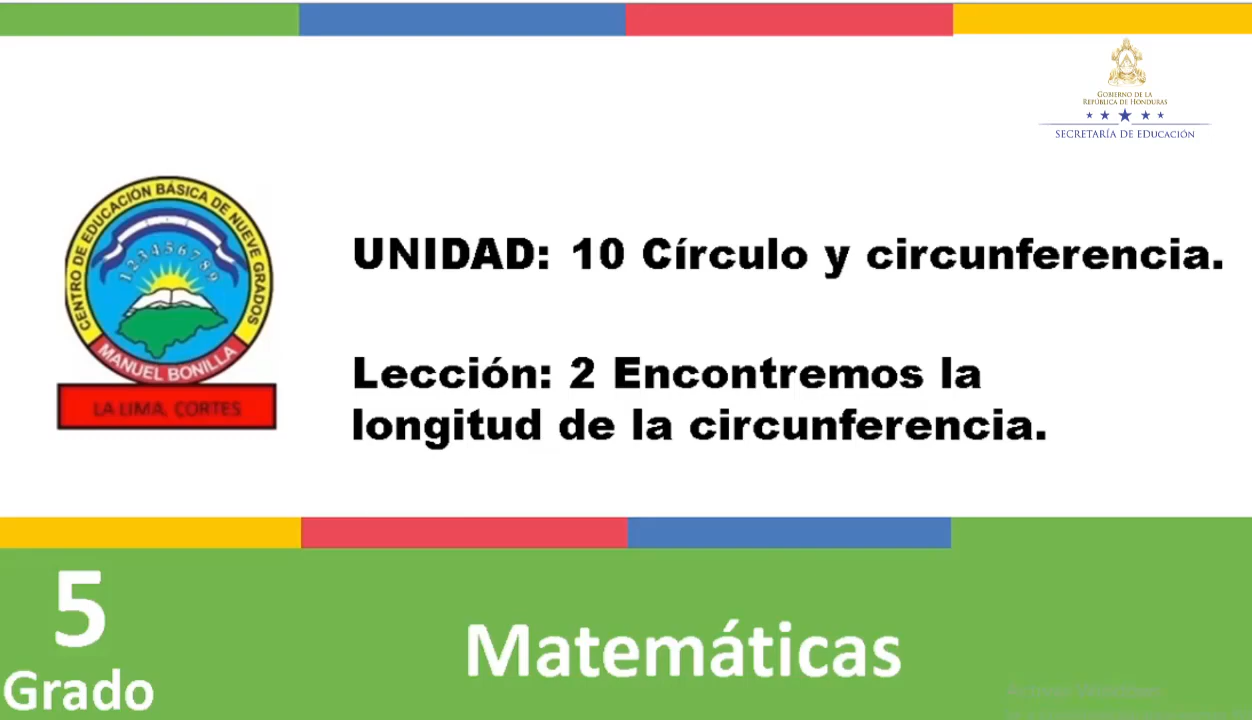 GOBIERNO DE LA
REPÚBLICA DE HONDURAS
SECRETARÍA DE EDUCACIÓN
CENTRO DE EDUCACIÓN BÁSICA DE NUEVE GRADOS
123456789
MANUEL BONILLA
LA LIMA, CORTES
UNIDAD: 10 Círculo y circunferencia.
Lección: 2 Encontremos la
longitud de la circunferencia.
5
Grado
Matemáticas